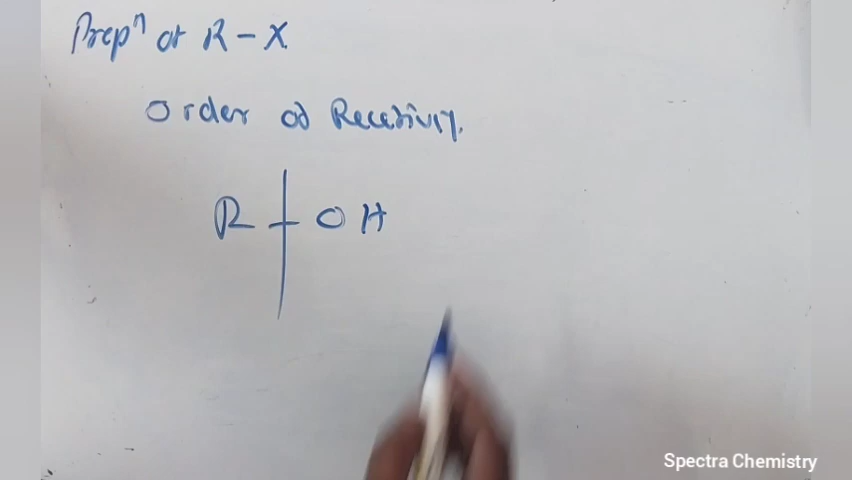 Prepⁿ of R-X
Order of Reactivity.
R-OH
Spectra Chemistry